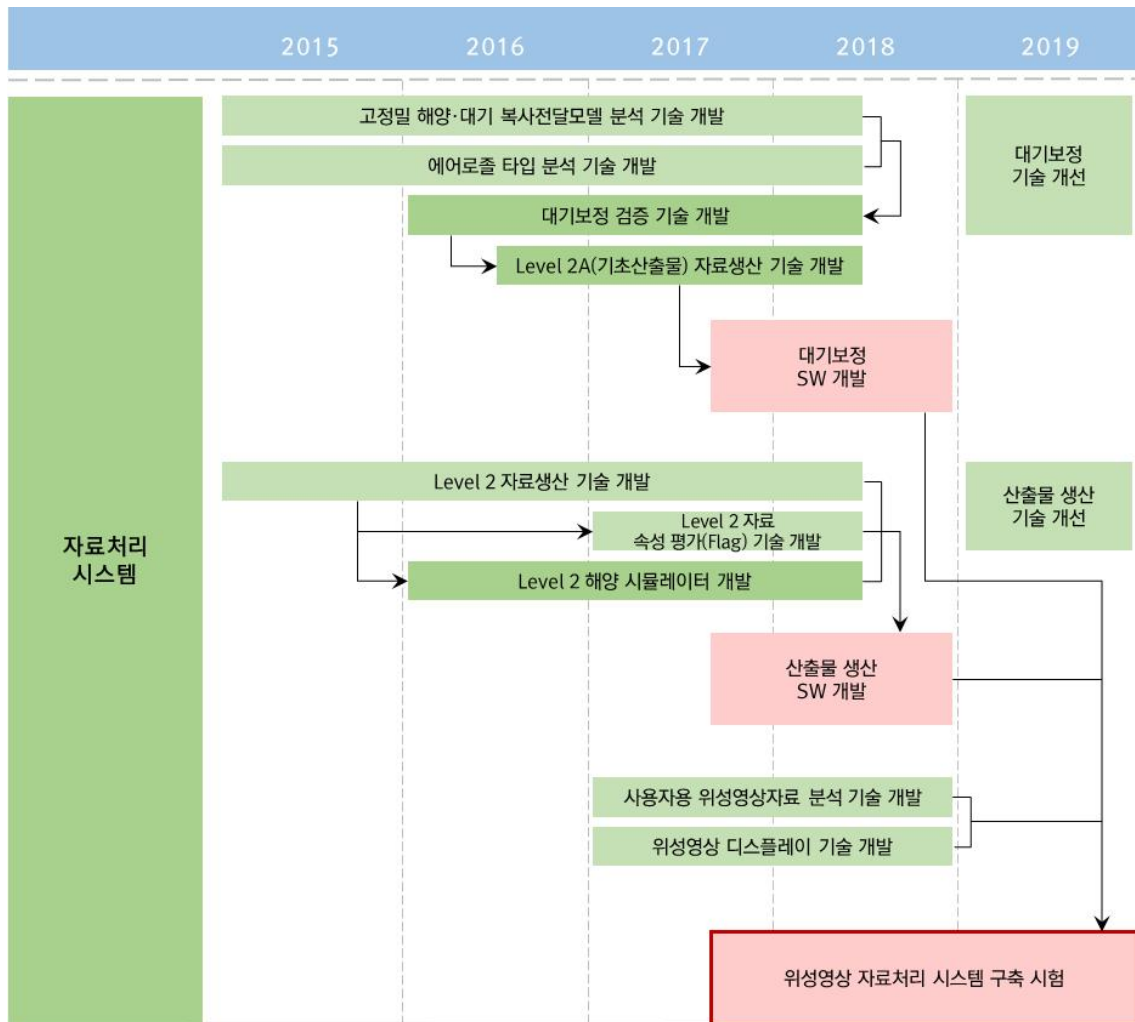 2015 2016 2017 2018 2019
자료처리
시스템
고정밀 해양·대기 복사전달모델 분석 기술 개발
에어로졸 타입 분석 기술 개발
대기보정
기술 개선
대기보정 검증 기술 개발
Level 2A(기초산출물) 자료생산 기술 개발
대기보정
SW 개발
Level 2 자료생산 기술 개발
산출물 생산
기술 개선
Level 2 자료
속성 평가(Flag) 기술 개발
Level 2 해양 시뮬레이터 개발
산출물 생산
SW 개발
사용자용 위성영상자료 분석 기술 개발
위성영상 디스플레이 기술 개발
위성영상 자료처리 시스템 구축 시험